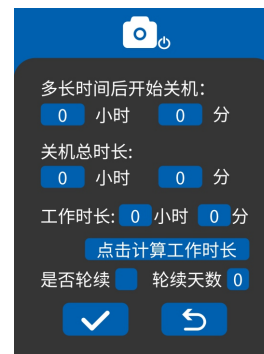 多长时间后开始关机：
0 小时 0 分
关机总时长:
0 小时 0 分
工作时长: 0 小时 0 分
点击计算工作时长
是否轮续 轮续天数 0